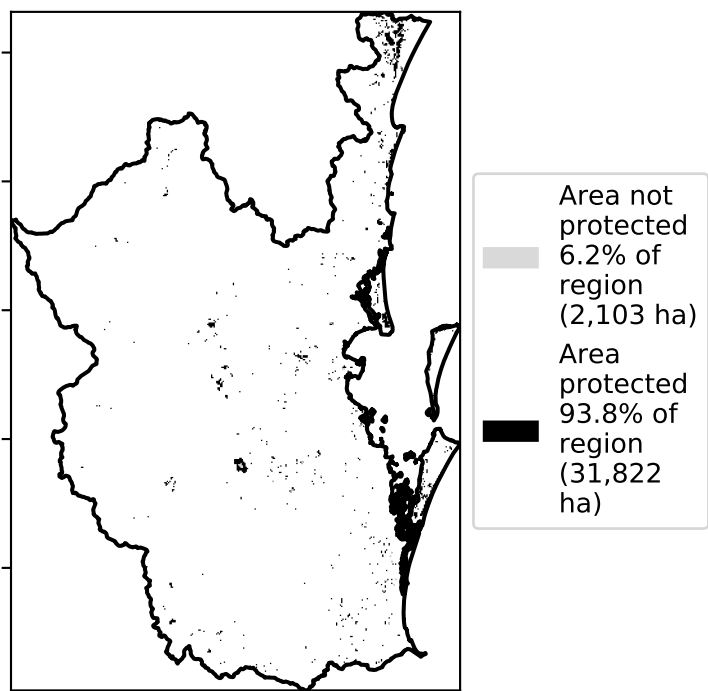 Area not
protected
6.2% of
region
(2,103 ha)
Area
protected
93.8% of
region
(31,822
ha)